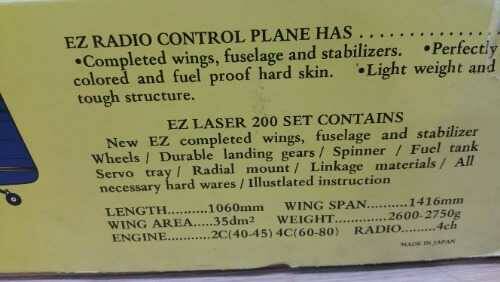 EZ RADIO CONTROL PLANE HAS ....................
•Completed wings, fuselage and stabilizers. •Perfectly
colored and fuel proof hard skin. •Light weight and
tough structure.
EZ LASER 200 SET CONTAINS
New EZ completed wings, fuselage and stabilizer
Wheels / Durable landing gears / Spinner / Fuel tank
Servo tray / Radial mount / Linkage materials / All
necessary hard wares / Illustlated instruction
LENGTH..........1060mm WING SPAN..........1416mm
WING AREA.....35dm² WEIGHT..............2600-2750g
ENGINE...........2C(40-45) 4C(60-80) RADIO.........4ch
MADE IN JAPAN